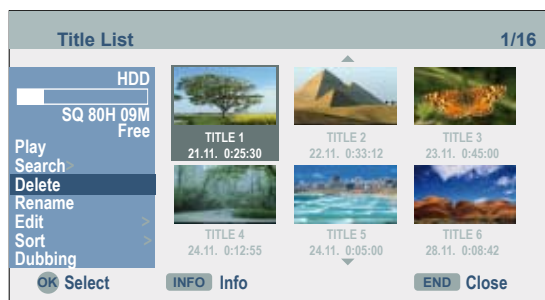 Title List 1/16
HDD
SQ 80H 09M
Free
Play
Search>
Delete
Rename
Edit >
Sort >
Dubbing
TITLE 1
21.11. 0:25:30
TITLE 2
22.11. 0:33:12
TITLE 3
23.11. 0:45:00
TITLE 4
24.11. 0:12:55
TITLE 5
24.11. 0:05:00
TITLE 6
28.11. 0:08:42
OK Select INFO Info END Close